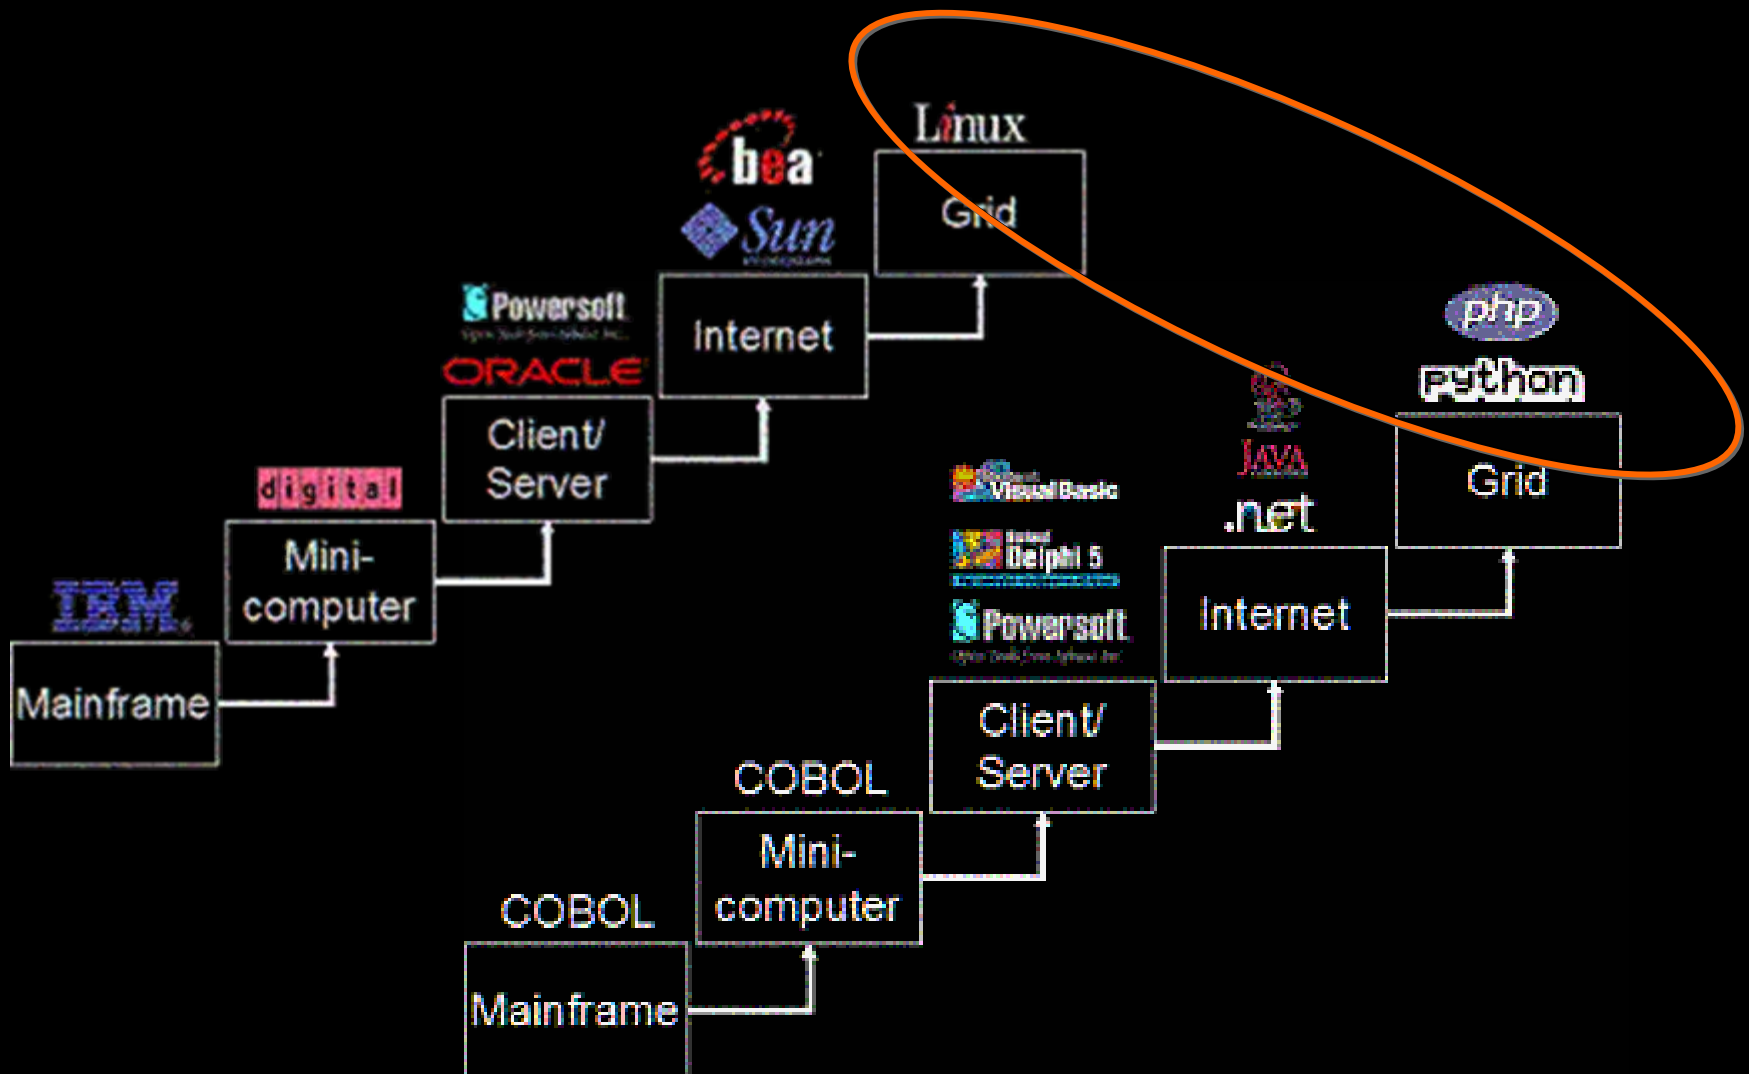 Linux
Grid
bea
Sun
Internet
Powersoft
ORACLE
Client/
Server
digital
Mini-
computer
IBM
Mainframe
php
python
Grid
JAVA
.net
Internet
Visual Basic
Delphi 5
Powersoft
Client/
Server
COBOL
Mini-
computer
COBOL
Mainframe